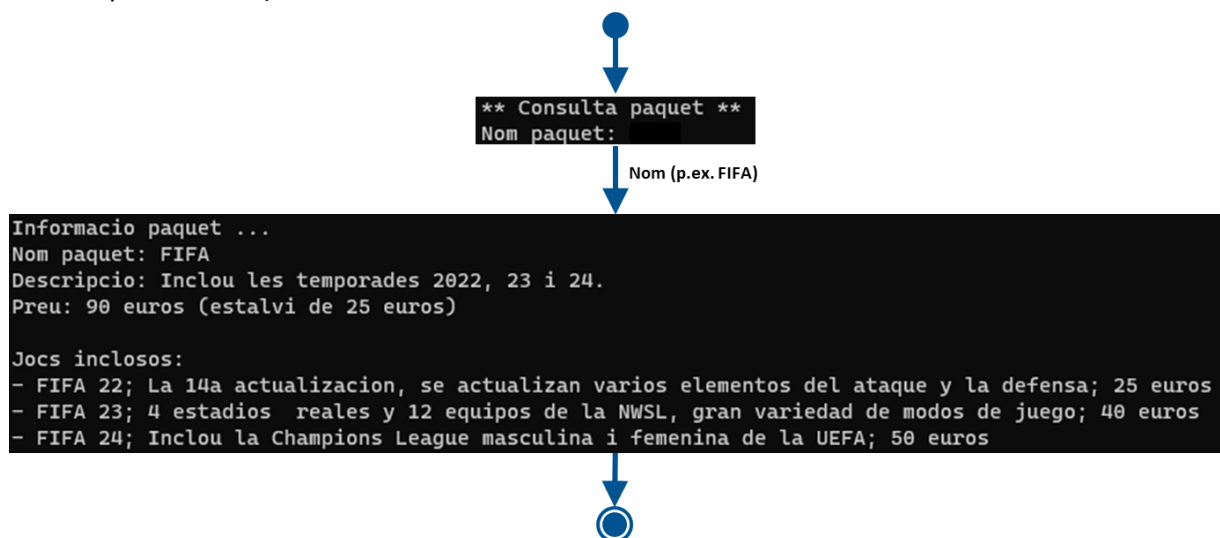 ** Consulta paquet **
Nom paquet:
Nom (p.ex. FIFA)
Informacio paquet ...
Nom paquet: FIFA
Descripcio: Inclou les temporades 2022, 23 i 24.
Preu: 90 euros (estalvi de 25 euros)
Jocs inclosos:
- FIFA 22; La 14a actualizacion, se actualizan varios elementos del ataque y la defensa; 25 euros
- FIFA 23; 4 estadios  reales y 12 equipos de la NWSL, gran variedad de modos de juego; 40 euros
- FIFA 24; Inclou la Champions League masculina i femenina de la UEFA; 50 euros